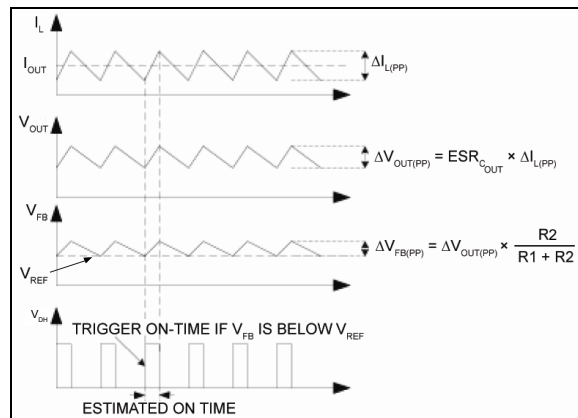 I_L
I_OUT
ΔI_L(PP)
V_OUT
ΔV_OUT(PP) = ESR_C_OUT × ΔI_L(PP)
V_FB
V_REF
ΔV_FB(PP) = ΔV_OUT(PP) × R2 / R1 + R2
V_DH
TRIGGER ON-TIME IF V_FB IS BELOW V_REF
ESTIMATED ON TIME